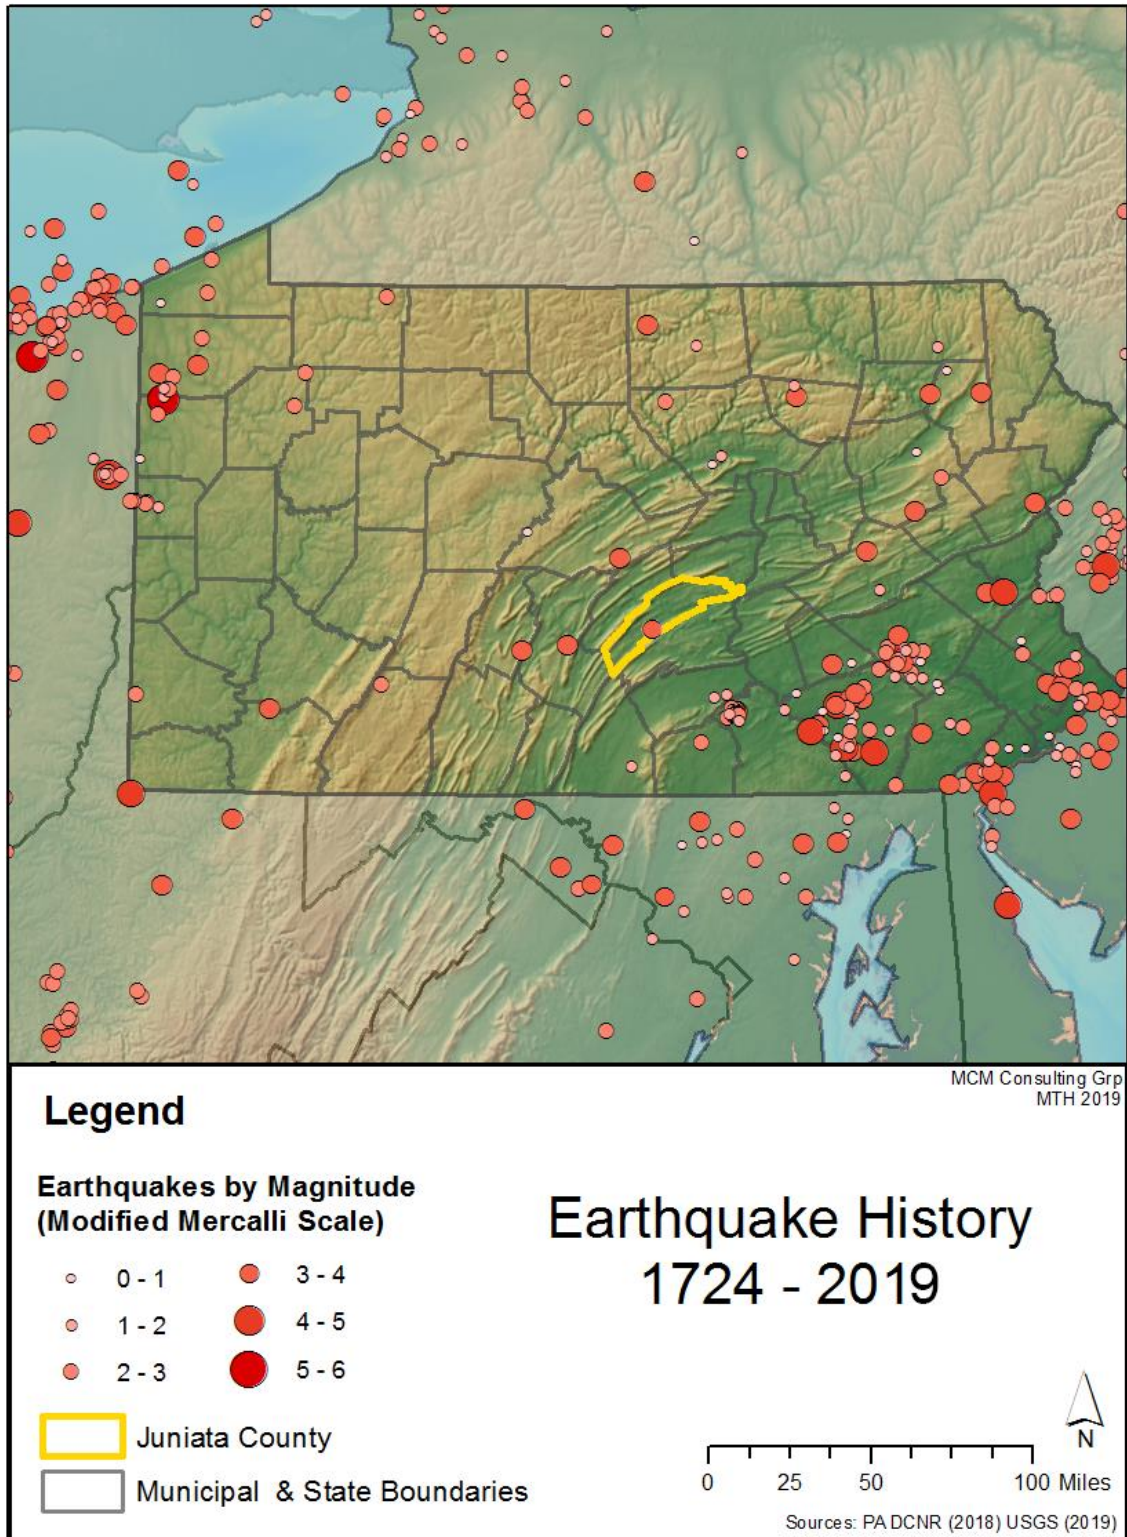 MCM Consulting Grp
MTH 2019
Legend
Earthquakes by Magnitude
(Modified Mercalli Scale)
0 - 1
3 - 4
1 - 2
4 - 5
2 - 3
5 - 6
Juniata County
Municipal & State Boundaries
Earthquake History
1724 - 2019
N
0 25 50 100 Miles
Sources: PA DCNR (2018) USGS (2019)